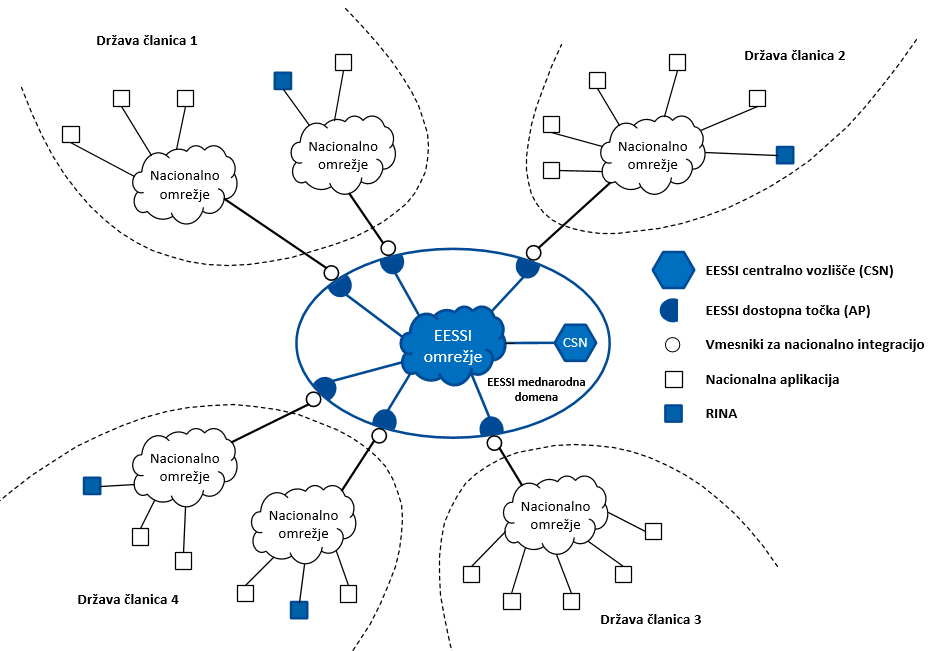 Država članica 1
Država članica 2
Nacionalno
omrežje
Nacionalno
omrežje
Nacionalno
omrežje
EESSI
omrežje
CSN
EESSI mednarodna
domena
EESSI centralno vozlišče (CSN)
EESSI dostopna točka (AP)
Vmesniki za nacionalno integracijo
Nacionalna aplikacija
RINA
Nacionalno
omrežje
Nacionalno
omrežje
Nacionalno
omrežje
Država članica 4
Država članica 3